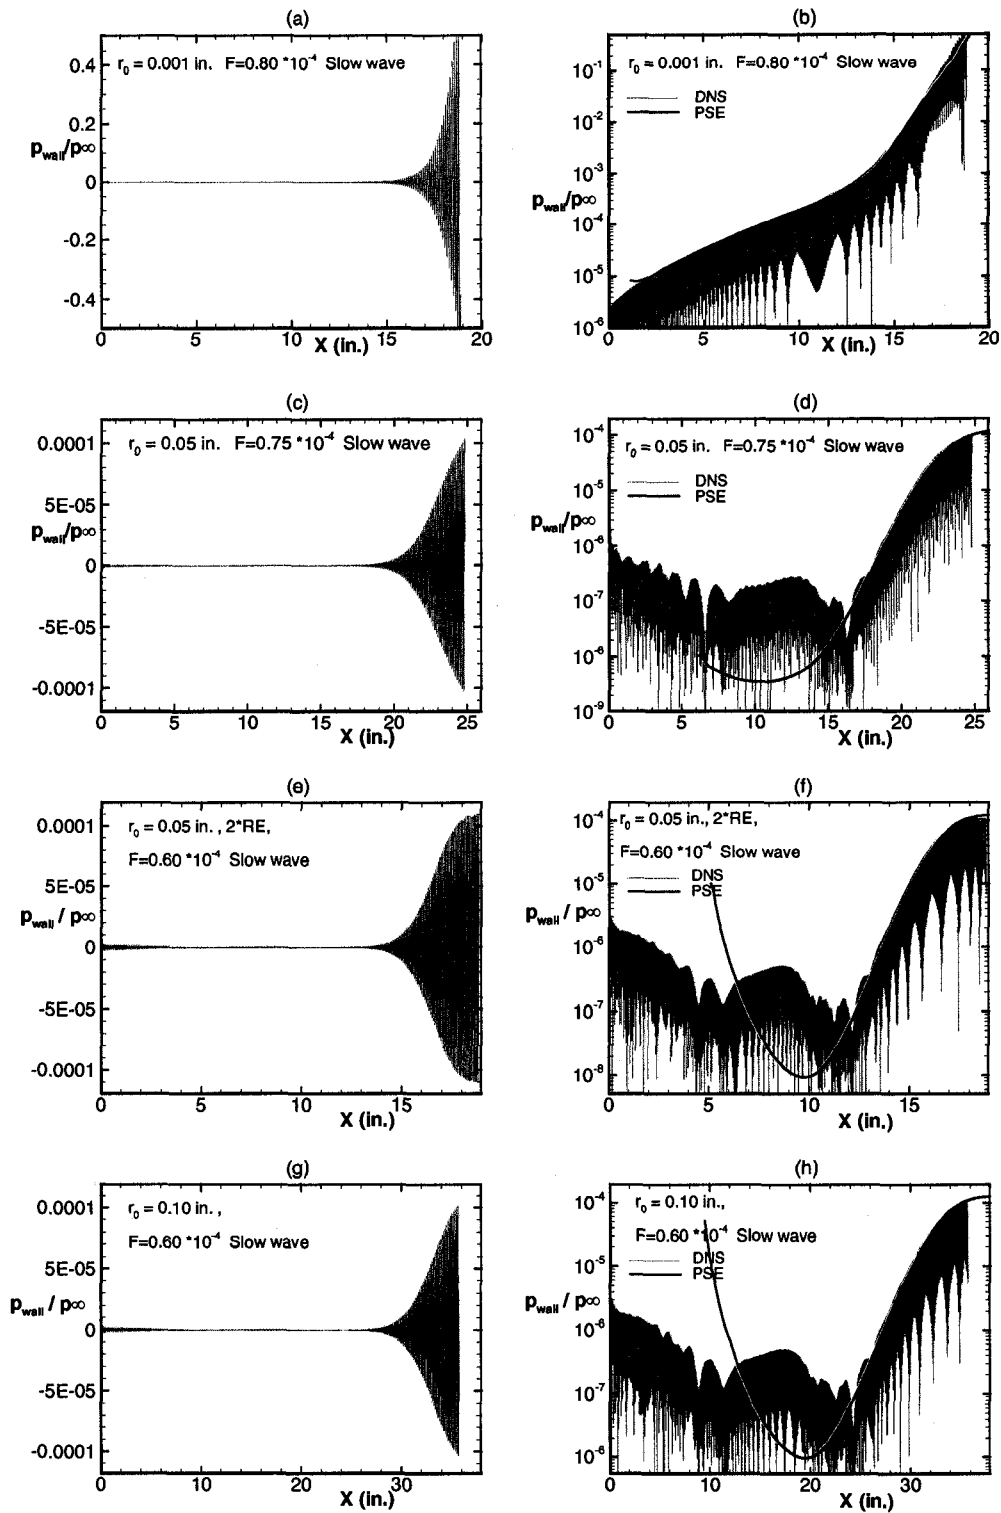 (a)
r₀ = 0.001 in. F=0.80 *10⁻⁴ Slow wave
0.4
0.2
p_wall/p∞
0
-0.2
-0.4
0 5 10 15 20
X (in.)
(b)
r₀ = 0.001 in. F=0.80 *10⁻⁴ Slow wave
DNS
PSE
10⁻¹
10⁻²
10⁻³
p_wall/p∞
10⁻⁴
10⁻⁵
10⁻⁶
0 5 10 15 20
X (in.)
(c)
r₀ = 0.05 in. F=0.75 *10⁻⁴ Slow wave
0.0001
5E-05
p_wall/p∞
0
-5E-05
-0.0001
0 5 10 15 20 25
X (in.)
(d)
r₀ = 0.05 in. F=0.75 *10⁻⁴ Slow wave
DNS
PSE
10⁻⁴
10⁻⁵
p_wall/p∞
10⁻⁶
10⁻⁷
10⁻⁸
10⁻⁹
0 5 10 15 20 25
X (in.)
(e)
r₀ = 0.05 in. , 2*RE,
F=0.60 *10⁻⁴ Slow wave
0.0001
5E-05
p_wall / p∞
0
-5E-05
-0.0001
0 5 10 15
X (in.)
(f)
r₀ = 0.05 in., 2*RE,
F=0.60 *10⁻⁴ Slow wave
DNS
PSE
10⁻⁴
10⁻⁵
p_wall / p∞
10⁻⁶
10⁻⁷
10⁻⁸
0 5 10 15
X (in.)
(g)
r₀ = 0.10 in. ,
F=0.60 *10⁻⁴ Slow wave
0.0001
5E-05
p_wall / p∞
0
-5E-05
-0.0001
0 10 20 30
X (in.)
(h)
r₀ = 0.10 in.,
F=0.60 *10⁻⁴ Slow wave
DNS
PSE
10⁻⁴
10⁻⁵
p_wall / p∞
10⁻⁶
10⁻⁷
10⁻⁸
0 10 20 30
X (in.)